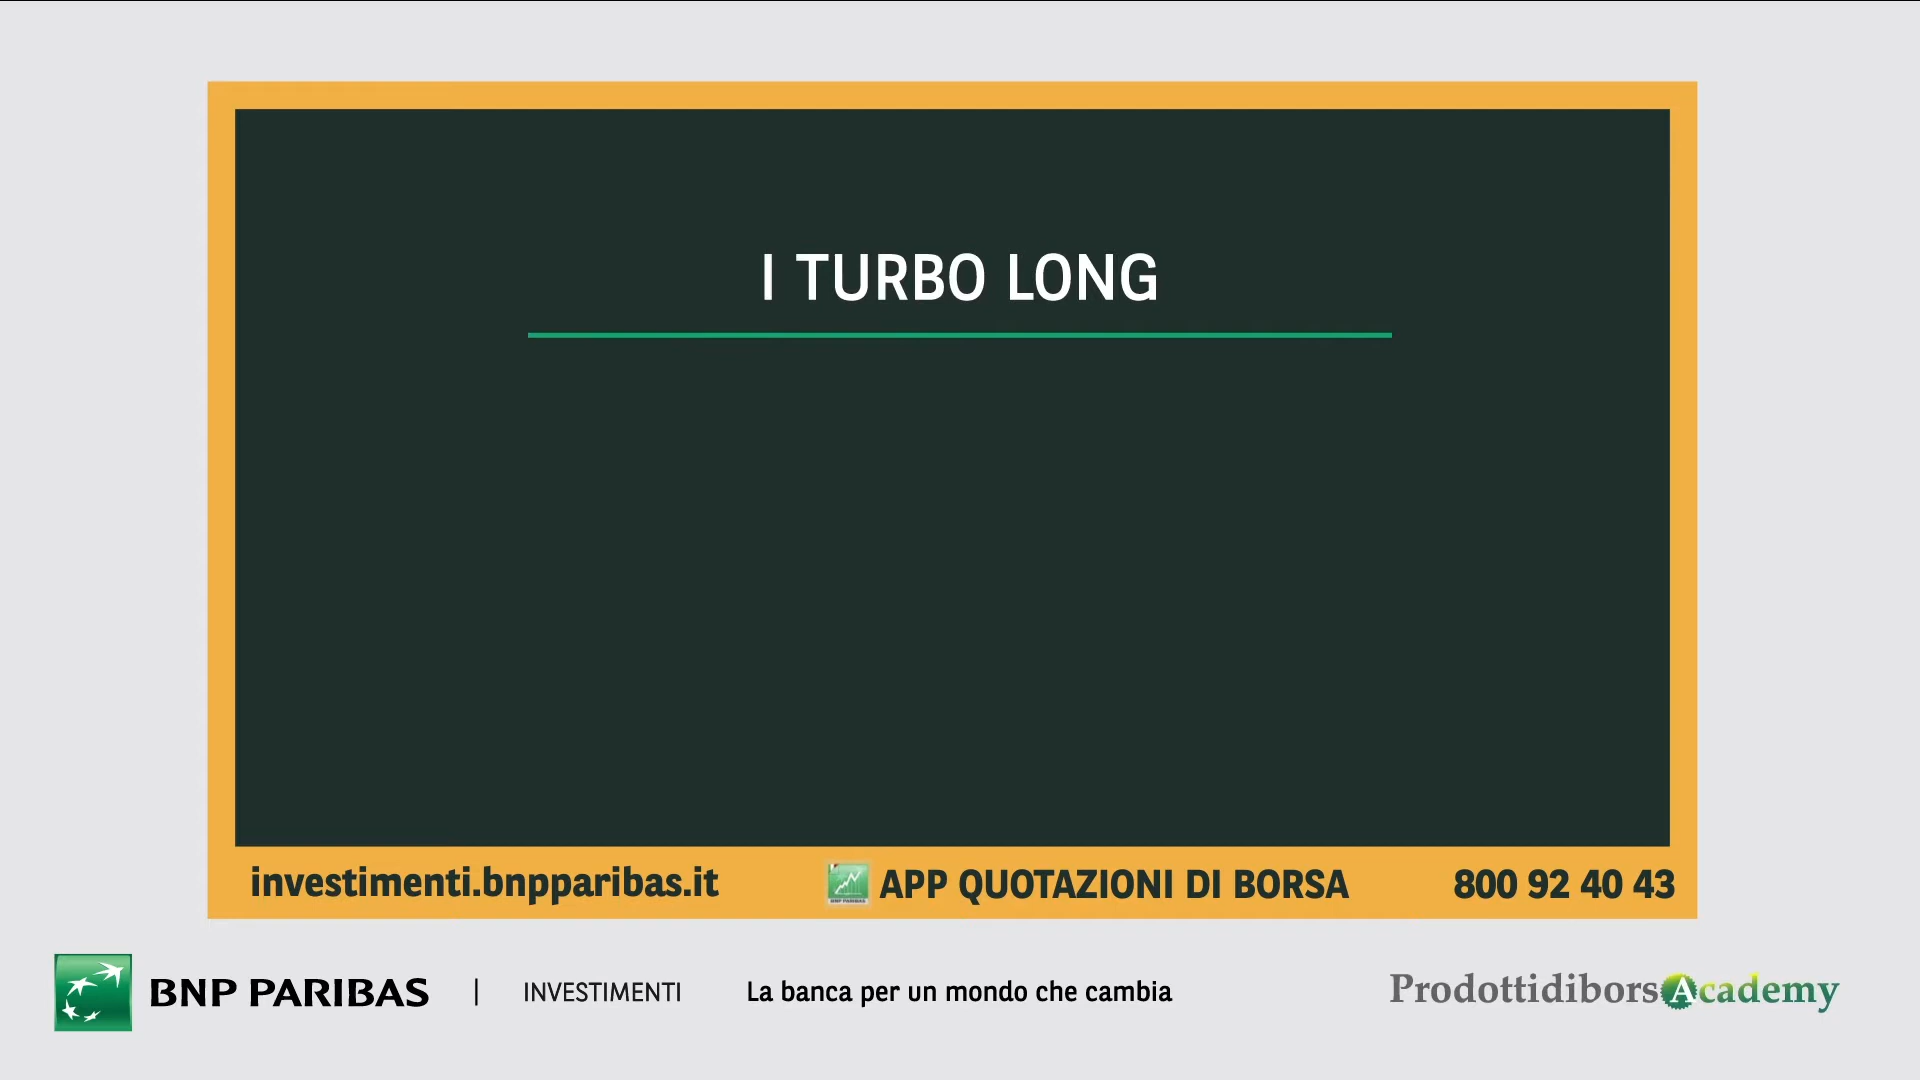 I TURBO LONG
investimenti.bnpparibas.it
APP QUOTAZIONI DI BORSA
800 92 40 43
BNP PARIBAS | INVESTIMENTI
La banca per un mondo che cambia
ProdottidiborsAcademy